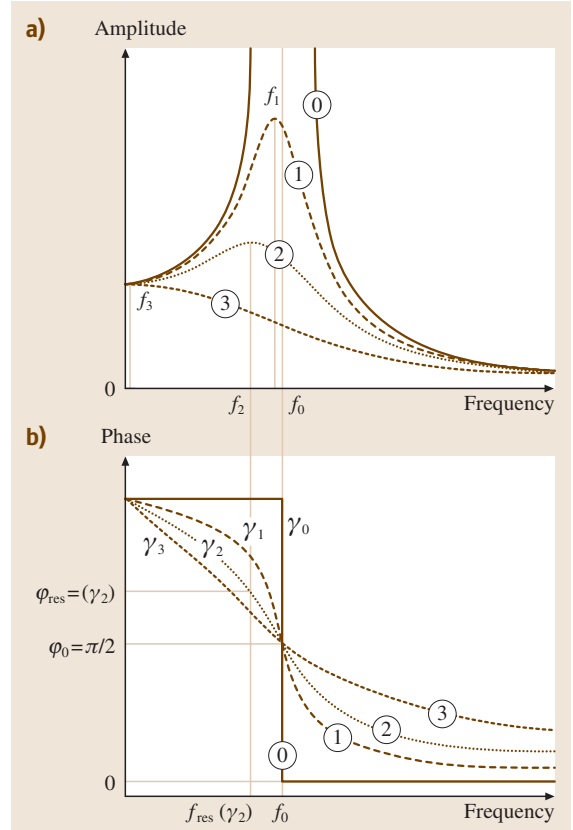 a)
Amplitude
f1
0
1
2
f3
3
0
f2
f0
Frequency
b)
Phase
γ0
γ1
γ2
γ3
φres=(γ2)
φ0=π/2
3
2
1
0
0
fres (γ2)
f0
Frequency